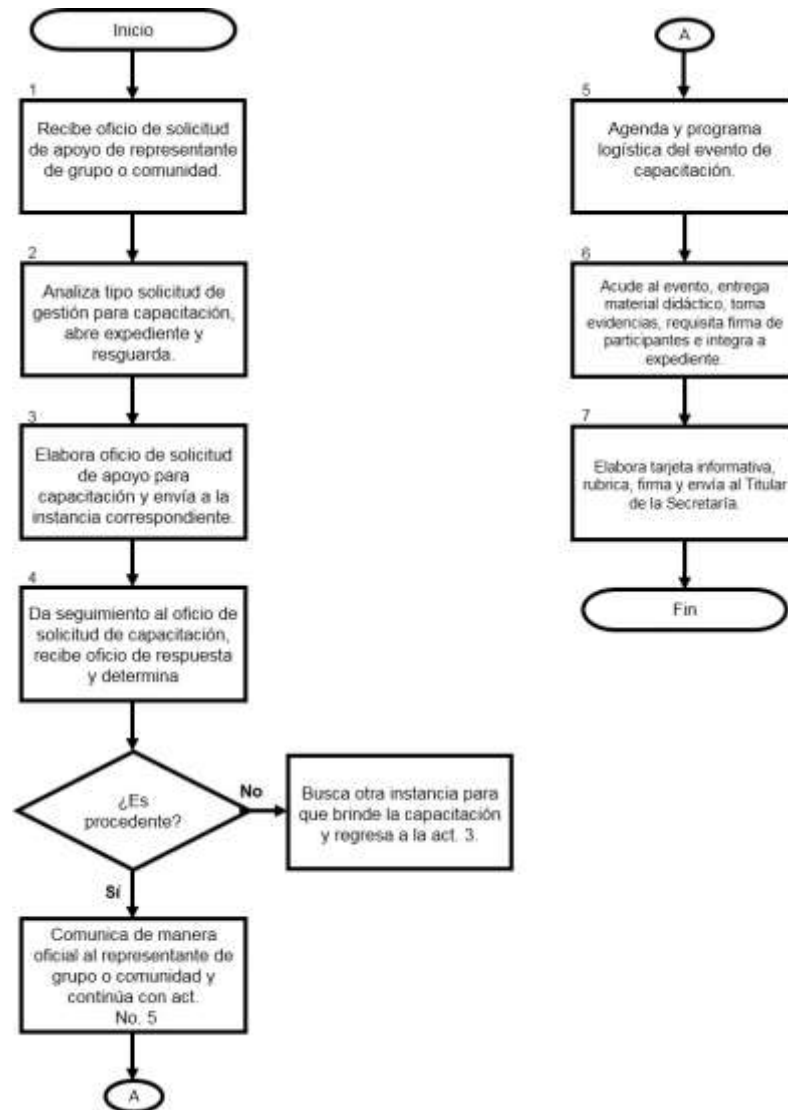 Inicio
1
Recibe oficio de solicitud
de apoyo de representante
de grupo o comunidad.
2
Analiza tipo solicitud de
gestión para capacitación,
abre expediente y
resguarda.
3
Elabora oficio de solicitud
de apoyo para
capacitación y envía a la
instancia correspondiente.
4
Da seguimiento al oficio de
solicitud de capacitación,
recibe oficio de respuesta
y determina
¿Es
procedente?
No
Busca otra instancia para
que brinde la capacitación
y regresa a la act. 3.
Sí
Comunica de manera
oficial al representante de
grupo o comunidad y
continúa con act.
No. 5
A
A
5
Agenda y programa
logística del evento de
capacitación.
6
Acude al evento, entrega
material didáctico, toma
evidencias, requisita firma de
participantes e integra a
expediente.
7
Elabora tarjeta informativa,
rubrica, firma y envía al Titular
de la Secretaría.
Fin